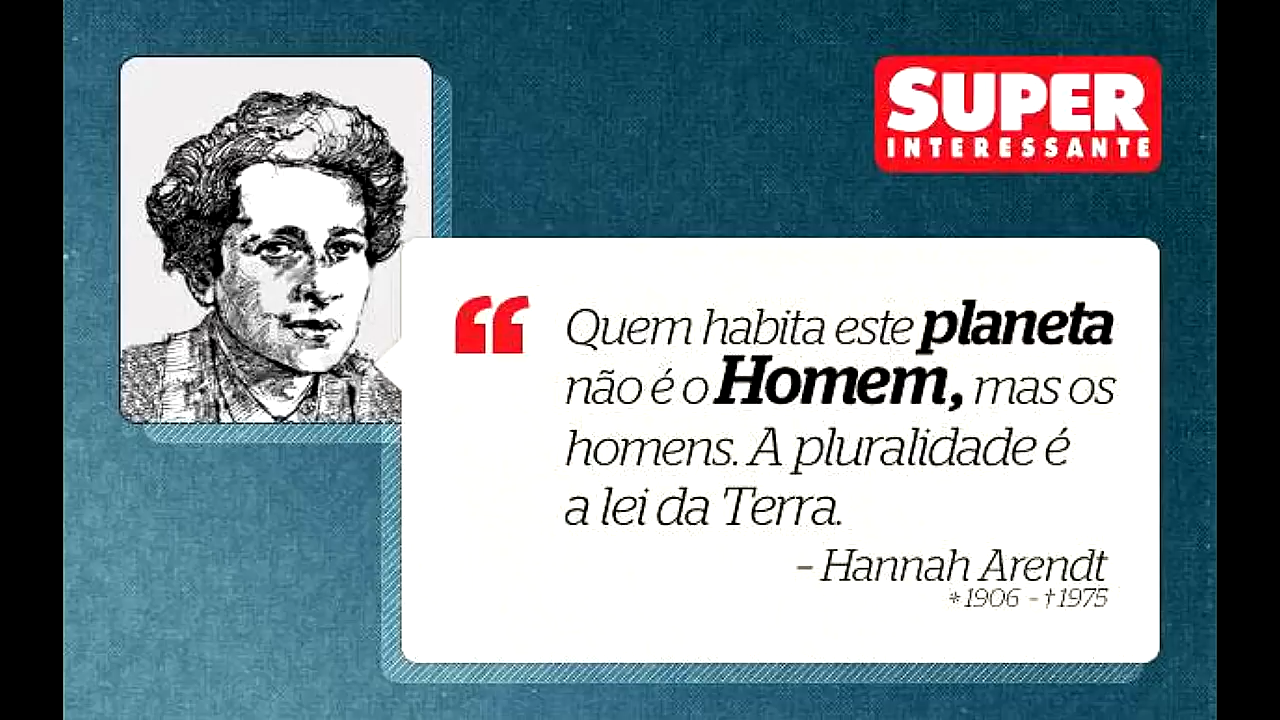 SUPER
INTERESSANTE
“ Quem habita este planeta
não é o Homem, mas os
homens. A pluralidade é
a lei da Terra.
– Hannah Arendt
* 1906 - † 1975